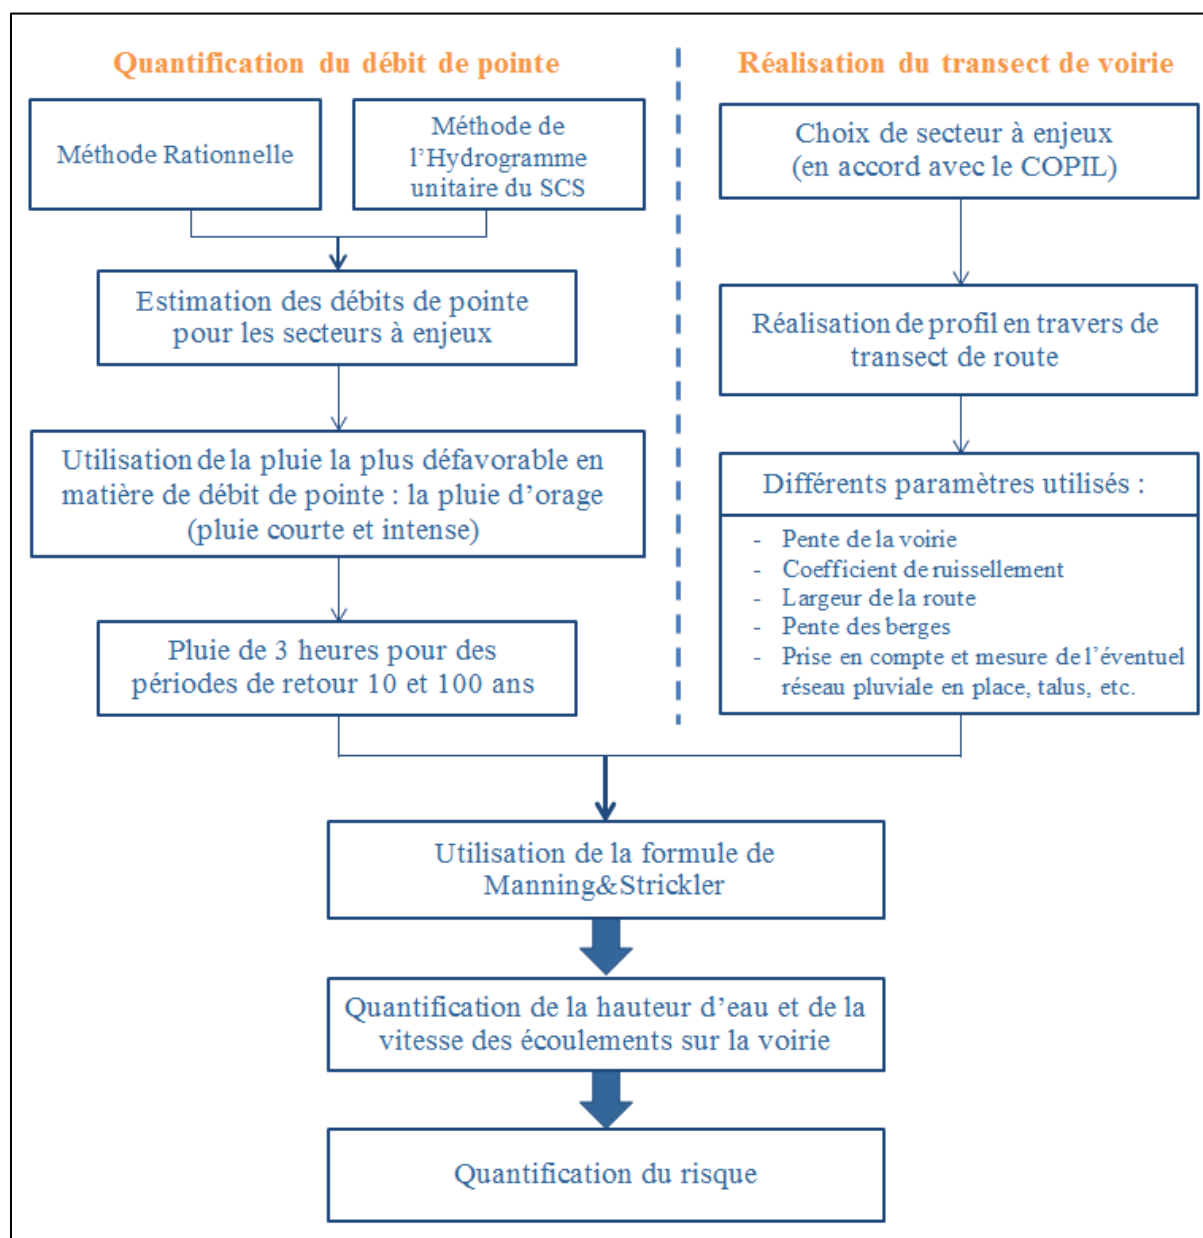 Quantification du débit de pointe
Méthode Rationnelle
Méthode de
l’Hydrogramme
unitaire du SCS
Estimation des débits de pointe
pour les secteurs à enjeux
Utilisation de la pluie la plus défavorable en
matière de débit de pointe : la pluie d’orage
(pluie courte et intense)
Pluie de 3 heures pour des
périodes de retour 10 et 100 ans
Réalisation du transect de voirie
Choix de secteur à enjeux
(en accord avec le COPIL)
Réalisation de profil en travers de
transect de route
Différents paramètres utilisés :
- Pente de la voirie
- Coefficient de ruissellement
- Largeur de la route
- Pente des berges
- Prise en compte et mesure de l’éventuel
réseau pluviale en place, talus, etc.
Utilisation de la formule de
Manning&Strickler
Quantification de la hauteur d’eau et de la
vitesse des écoulements sur la voirie
Quantification du risque